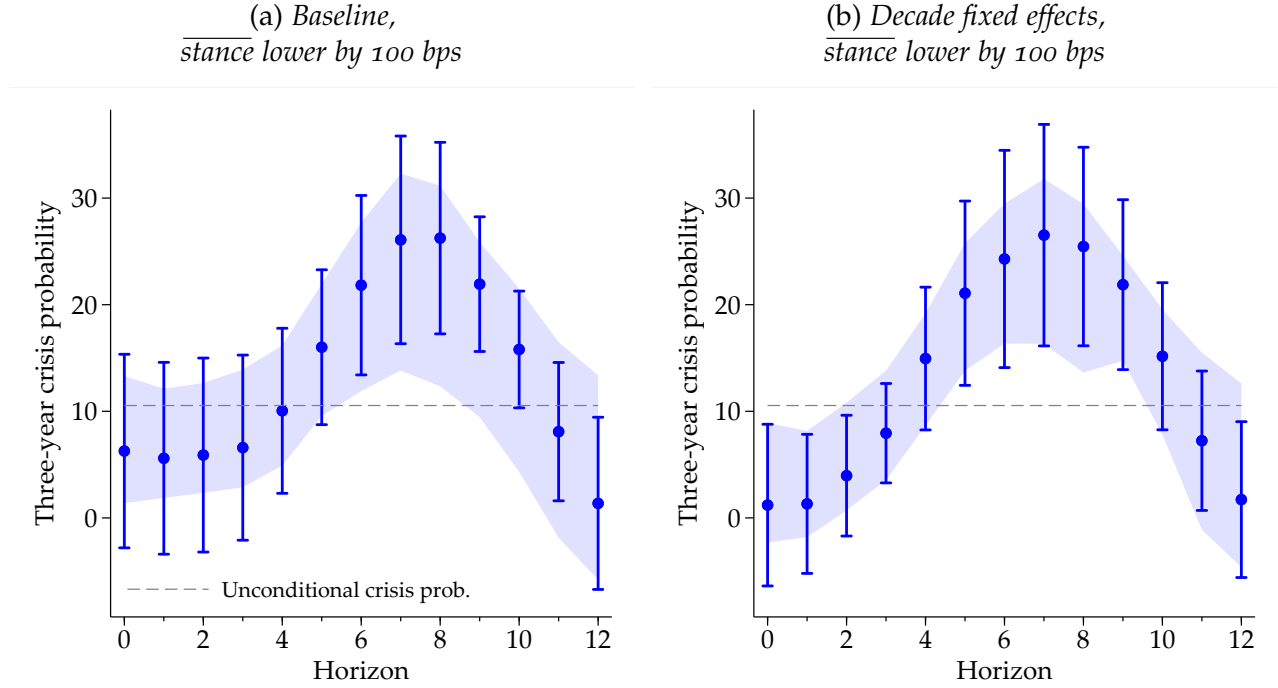 (a) Baseline,
stance lower by 100 bps
Three-year crisis probability
30
20
10
0
Unconditional crisis prob.
0 2 4 6 8 10 12
Horizon
(b) Decade fixed effects,
stance lower by 100 bps
Three-year crisis probability
30
20
10
0
0 2 4 6 8 10 12
Horizon